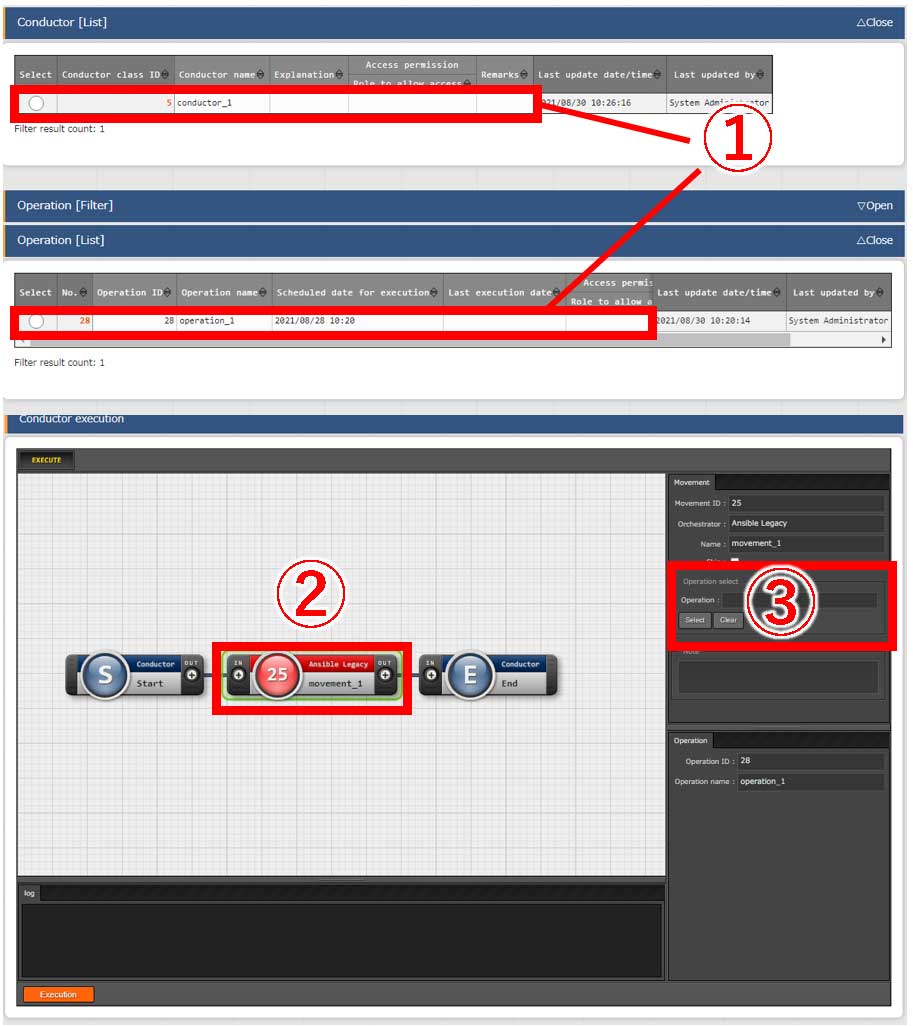 Conductor [List] △Close
Select Conductor class ID Conductor name Explanation Access permission Remarks Last update date/time Last updated by
Role to allow access
5 conductor_1 2021/08/30 10:26:16 System Administrator
Filter result count: 1
①
Operation [Filter] ▽Open
Operation [List] △Close
Select No. Operation ID Operation name Scheduled date for execution Last execution date Access permis Last update date/time Last updated by
Role to allow a
28 28 operation_1 2021/08/28 10:20 2021/08/30 10:20:14 System Administrator
Filter result count: 1
Conductor execution
EXECUTE
Movement
Movement ID : 25
Orchestrator : Ansible Legacy
Name : movement_1
Operation select
Operation :
Select Clear
③
Note
②
S Conductor OUT
Start
IN 25 Ansible Legacy OUT
movement_1
IN E Conductor
End
Operation
Operation ID : 28
Operation name : operation_1
log
Execution